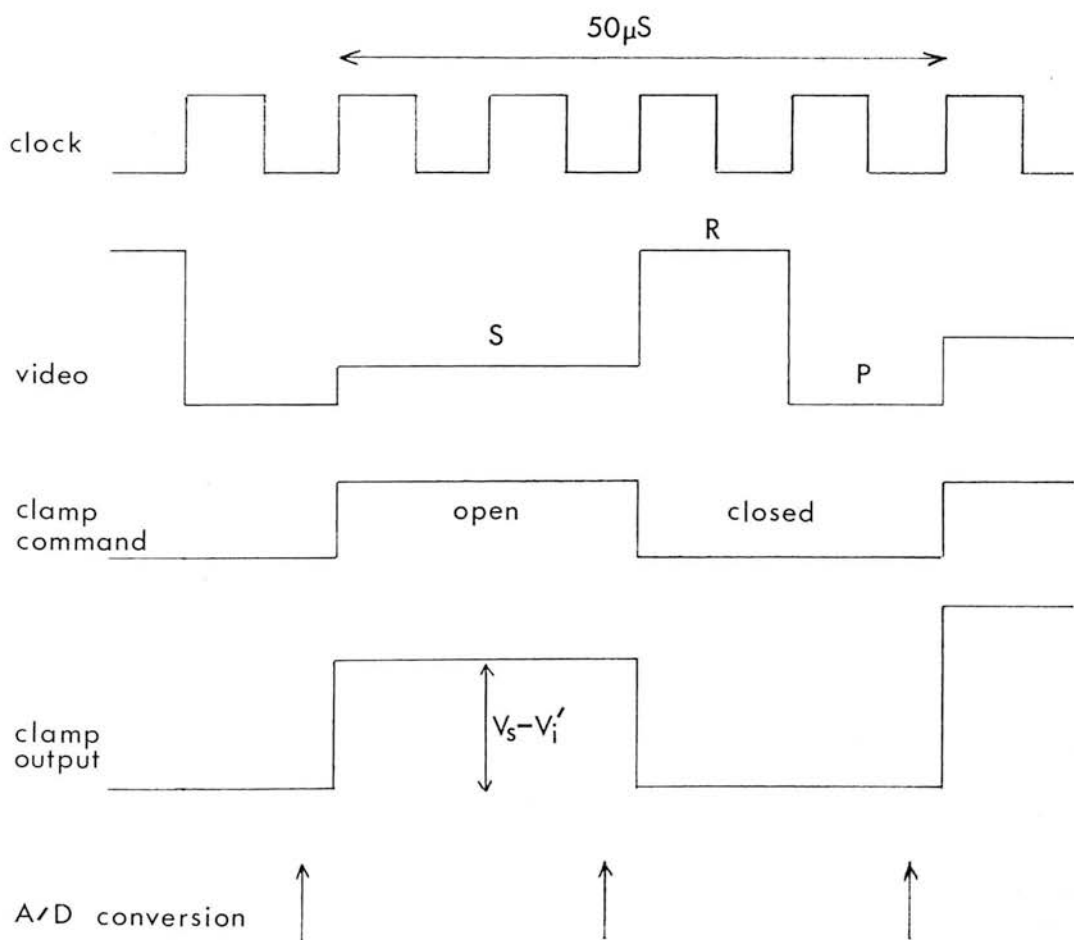 50μS
clock
R
S
video
P
clamp
command
open
closed
clamp
output
Vs-Vi′
A/D conversion